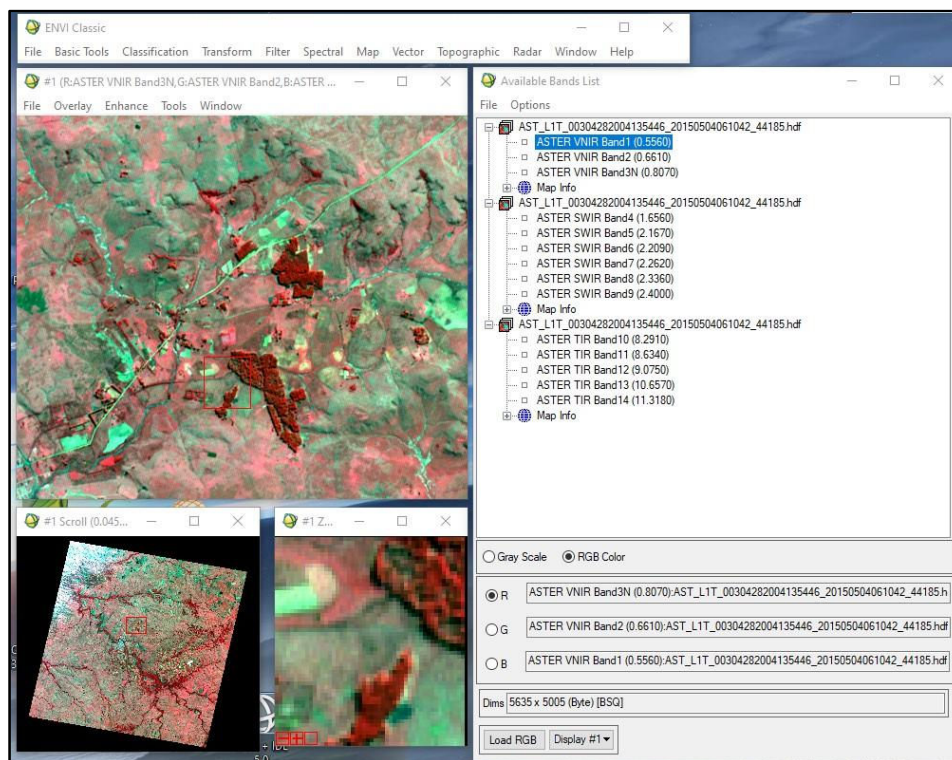 ENVI Classic
File Basic Tools Classification Transform Filter Spectral Map Vector Topographic Radar Window Help
#1 (R:ASTER VNIR Band3N,G:ASTER VNIR Band2,B:ASTER ...
File Overlay Enhance Tools Window
Available Bands List
File Options
AST_L1T_00304282004135446_20150504061042_44185.hdf
ASTER VNIR Band1 (0.5560)
ASTER VNIR Band2 (0.6610)
ASTER VNIR Band3N (0.8070)
Map Info
AST_L1T_00304282004135446_20150504061042_44185.hdf
ASTER SWIR Band4 (1.6560)
ASTER SWIR Band5 (2.1670)
ASTER SWIR Band6 (2.2090)
ASTER SWIR Band7 (2.2620)
ASTER SWIR Band8 (2.3360)
ASTER SWIR Band9 (2.4000)
Map Info
AST_L1T_00304282004135446_20150504061042_44185.hdf
ASTER TIR Band10 (8.2910)
ASTER TIR Band11 (8.6340)
ASTER TIR Band12 (9.0750)
ASTER TIR Band13 (10.6570)
ASTER TIR Band14 (11.3180)
Map Info
#1 Scroll (0.045...
#1 Z...
Gray Scale RGB Color
R ASTER VNIR Band3N (0.8070):AST_L1T_00304282004135446_20150504061042_44185.h
G ASTER VNIR Band2 (0.6610):AST_L1T_00304282004135446_20150504061042_44185.hdf
B ASTER VNIR Band1 (0.5560):AST_L1T_00304282004135446_20150504061042_44185.hdf
Dims 5635 x 5005 (Byte) [BSQ]
Load RGB Display #1
+ IDL